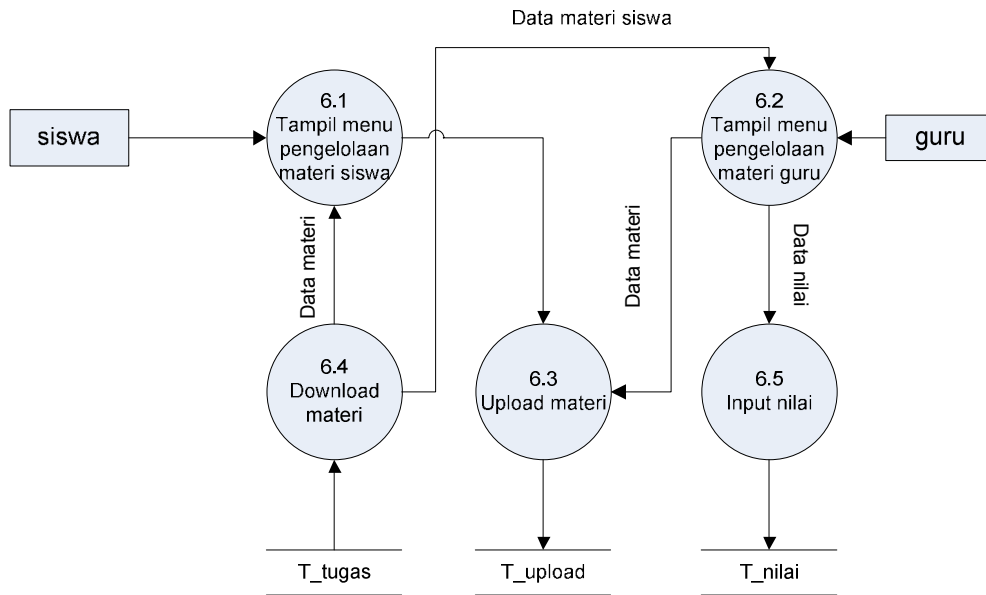 Data materi siswa
siswa
6.1
Tampil menu
pengelolaan
materi siswa
6.2
Tampil menu
pengelolaan
materi guru
guru
Data materi
Data materi
Data nilai
6.4
Download
materi
6.3
Upload materi
6.5
Input nilai
T_tugas
T_upload
T_nilai